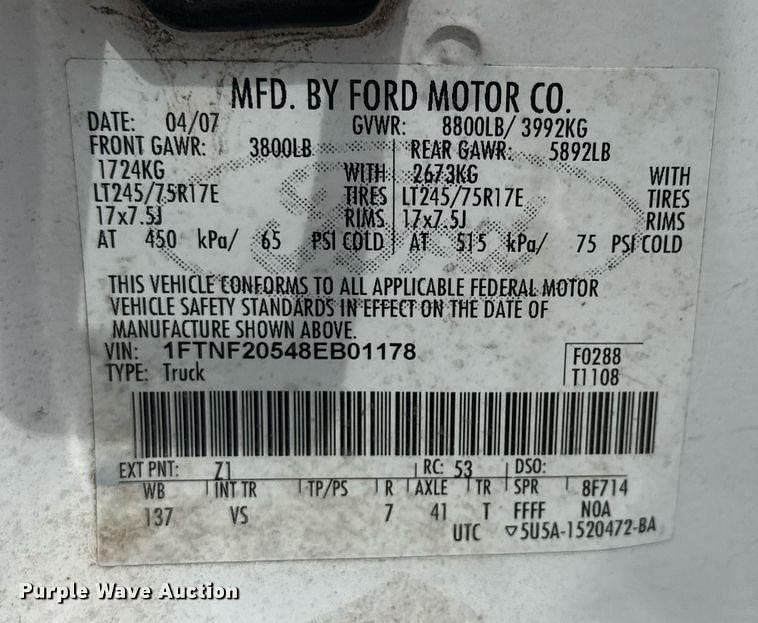 MFD. BY FORD MOTOR CO.
DATE: 04/07 GVWR: 8800LB/ 3992KG
FRONT GAWR: 3800LB REAR GAWR: 5892LB
1724KG WITH 2673KG WITH
LT245/75R17E TIRES LT245/75R17E TIRES
17x7.5J RIMS 17x7.5J RIMS
AT 450 kPa/ 65 PSI COLD AT 515 kPa/ 75 PSI COLD
THIS VEHICLE CONFORMS TO ALL APPLICABLE FEDERAL MOTOR
VEHICLE SAFETY STANDARDS IN EFFECT ON THE DATE OF
MANUFACTURE SHOWN ABOVE.
VIN: 1FTNF20548EB01178 F0288
TYPE: Truck T1108
EXT PNT: Z1 RC: 53 DSO:
WB INT TR TP/PS R AXLE TR SPR 8F714
137 VS 7 41 T FFFF NOA
UTC 5U5A-1520472-BA
Purple Wave Auction